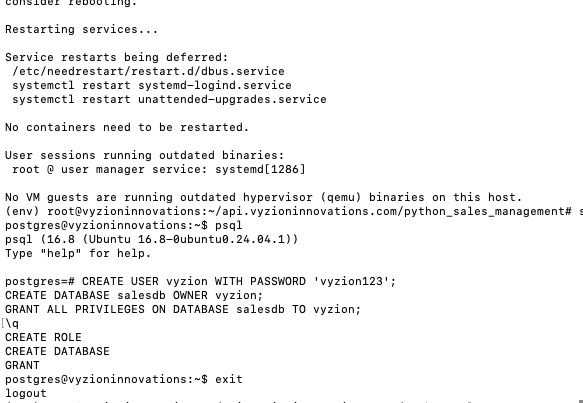 consider rebooting.
Restarting services...
Service restarts being deferred:
/etc/needrestart/restart.d/dbus.service
systemctl restart systemd-logind.service
systemctl restart unattended-upgrades.service
No containers need to be restarted.
User sessions running outdated binaries:
root @ user manager service: systemd[1286]
No VM guests are running outdated hypervisor (qemu) binaries on this host.
(env) root@vyzioninnovations:~/api.vyzioninnovations.com/python_sales_management# s
postgres@vyzioninnovations:~$ psql
psql (16.8 (Ubuntu 16.8-0ubuntu0.24.04.1))
Type "help" for help.
postgres=# CREATE USER vyzion WITH PASSWORD 'vyzion123';
CREATE DATABASE salesdb OWNER vyzion;
GRANT ALL PRIVILEGES ON DATABASE salesdb TO vyzion;
[\q
CREATE ROLE
CREATE DATABASE
GRANT
postgres@vyzioninnovations:~$ exit
logout